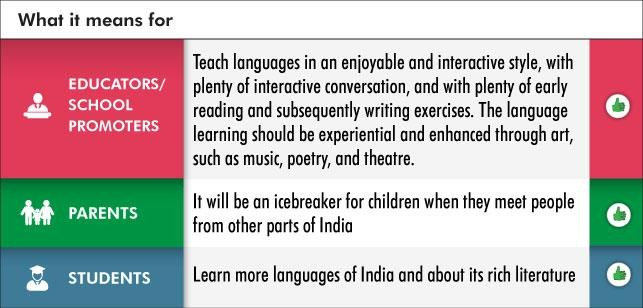 What it means for
EDUCATORS/
SCHOOL
PROMOTERS
Teach languages in an enjoyable and interactive style, with
plenty of interactive conversation, and with plenty of early
reading and subsequently writing exercises. The language
learning should be experiential and enhanced through art,
such as music, poetry, and theatre.
PARENTS
It will be an icebreaker for children when they meet people
from other parts of India
STUDENTS
Learn more languages of India and about its rich literature